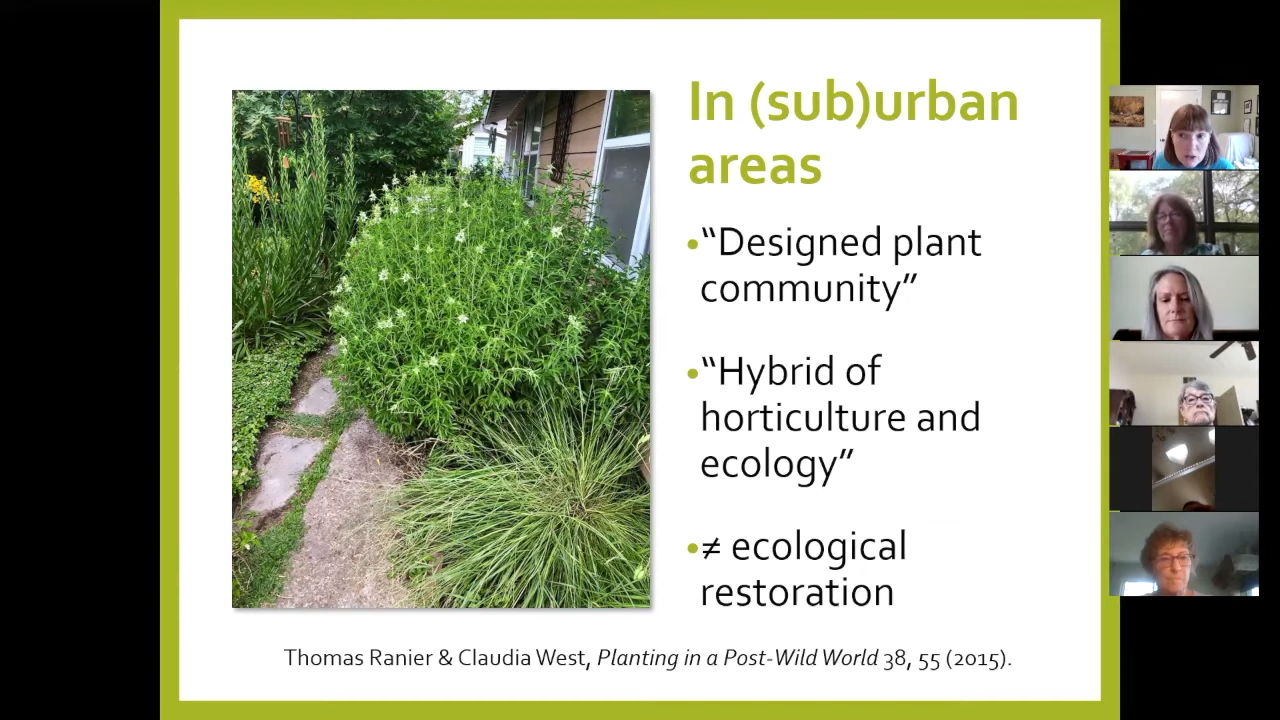 In (sub)urban
areas
•“Designed plant
community”
•“Hybrid of
horticulture and
ecology”
•≠ ecological
restoration
Thomas Ranier & Claudia West, Planting in a Post-Wild World 38, 55 (2015).